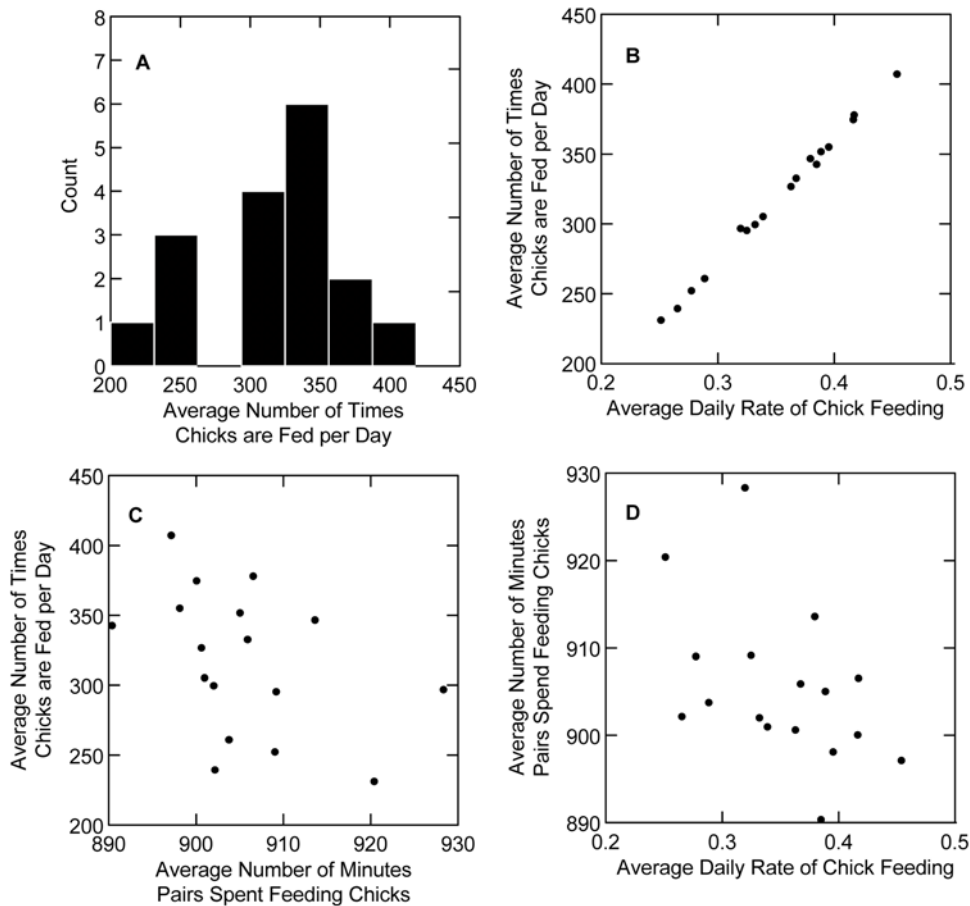 A
8
7
6
5
4
3
2
1
0
Count
200 250 300 350 400 450
Average Number of Times
Chicks are Fed per Day
B
450
400
350
300
250
200
Average Number of Times
Chicks are Fed per Day
0.2 0.3 0.4 0.5
Average Daily Rate of Chick Feeding
C
450
400
350
300
250
200
Average Number of Times
Chicks are Fed per Day
890 900 910 920 930
Average Number of Minutes
Pairs Spent Feeding Chicks
D
930
920
910
900
890
Average Number of Minutes
Pairs Spend Feeding Chicks
0.2 0.3 0.4 0.5
Average Daily Rate of Chick Feeding